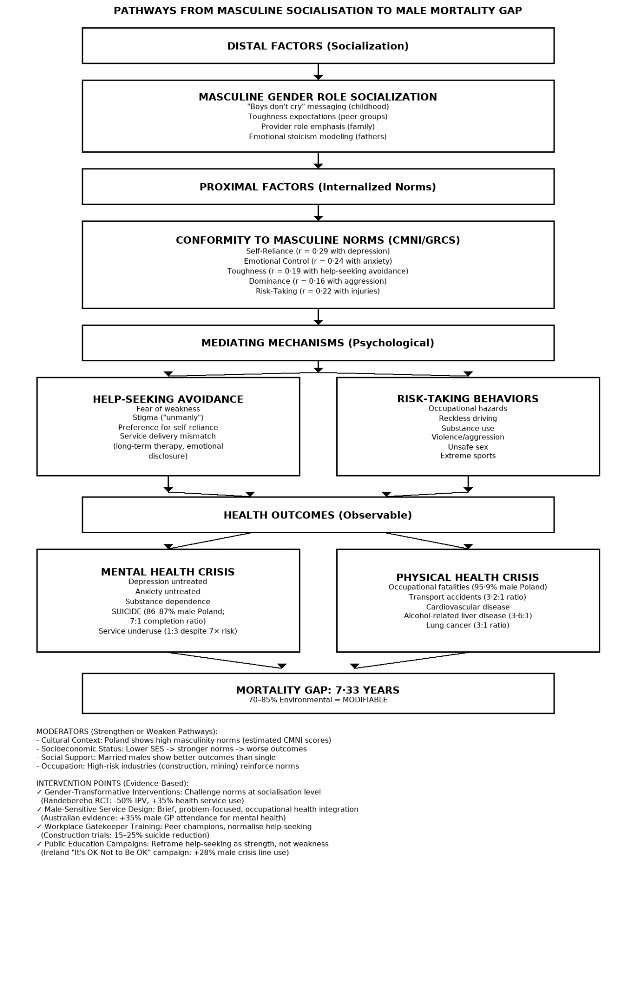 PATHWAYS FROM MASCULINE SOCIALISATION TO MALE MORTALITY GAP
DISTAL FACTORS (Socialization)
MASCULINE GENDER ROLE SOCIALIZATION
"Boys don't cry" messaging (childhood)
Toughness expectations (peer groups)
Provider role emphasis (family)
Emotional stoicism modeling (fathers)
PROXIMAL FACTORS (Internalized Norms)
CONFORMITY TO MASCULINE NORMS (CMNI/GRCS)
Self-Reliance (r = 0·29 with depression)
Emotional Control (r = 0·24 with anxiety)
Toughness (r = 0·19 with help-seeking avoidance)
Dominance (r = 0·16 with aggression)
Risk-Taking (r = 0·22 with injuries)
MEDIATING MECHANISMS (Psychological)
HELP-SEEKING AVOIDANCE
Fear of weakness
Stigma ("unmanly")
Preference for self-reliance
Service delivery mismatch
(long-term therapy, emotional
disclosure)
RISK-TAKING BEHAVIORS
Occupational hazards
Reckless driving
Substance use
Violence/aggression
Unsafe sex
Extreme sports
HEALTH OUTCOMES (Observable)
MENTAL HEALTH CRISIS
Depression untreated
Anxiety untreated
Substance dependence
SUICIDE (86–87% male Poland;
7:1 completion ratio)
Service underuse (1:3 despite 7× risk)
PHYSICAL HEALTH CRISIS
Occupational fatalities (95·9% male Poland)
Transport accidents (3·2:1 ratio)
Cardiovascular disease
Alcohol-related liver disease (3·6:1)
Lung cancer (3:1 ratio)
MORTALITY GAP: 7·33 YEARS
70–85% Environmental = MODIFIABLE
MODERATORS (Strengthen or Weaken Pathways):
- Cultural Context: Poland shows high masculinity norms (estimated CMNI scores)
- Socioeconomic Status: Lower SES -> stronger norms -> worse outcomes
- Social Support: Married males show better outcomes than single
- Occupation: High-risk industries (construction, mining) reinforce norms
INTERVENTION POINTS (Evidence-Based):
✓ Gender-Transformative Interventions: Challenge norms at socialisation level
(Bandebereho RCT: -50% IPV, +35% health service use)
✓ Male-Sensitive Service Design: Brief, problem-focused, occupational health integration
(Australian evidence: +35% male GP attendance for mental health)
✓ Workplace Gatekeeper Training: Peer champions, normalise help-seeking
(Construction trials: 15–25% suicide reduction)
✓ Public Education Campaigns: Reframe help-seeking as strength, not weakness
(Ireland "It's OK Not to Be OK" campaign: +28% male crisis line use)